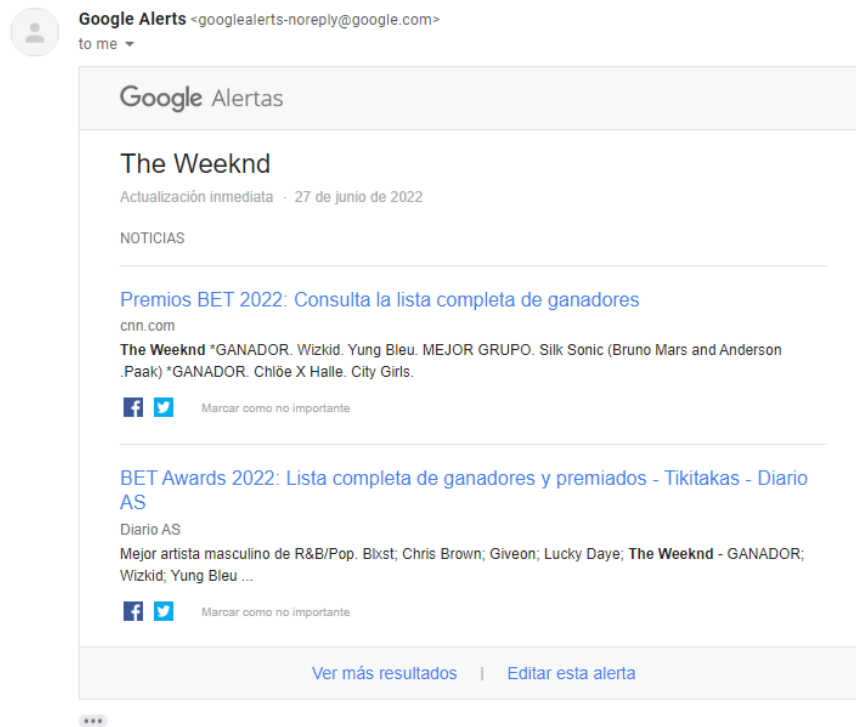 Google Alerts <googlealerts-noreply@google.com>
to me
Google Alertas
The Weeknd
Actualización inmediata · 27 de junio de 2022
NOTICIAS
Premios BET 2022: Consulta la lista completa de ganadores
cnn.com
The Weeknd *GANADOR. Wizkid. Yung Bleu. MEJOR GRUPO. Silk Sonic (Bruno Mars and Anderson
.Paak) *GANADOR. Chlöe X Halle. City Girls.
Marcar como no importante
BET Awards 2022: Lista completa de ganadores y premiados - Tikitakas - Diario
AS
Diario AS
Mejor artista masculino de R&B/Pop. Blxst; Chris Brown; Giveon; Lucky Daye; The Weeknd - GANADOR;
Wizkid; Yung Bleu ...
Marcar como no importante
Ver más resultados | Editar esta alerta